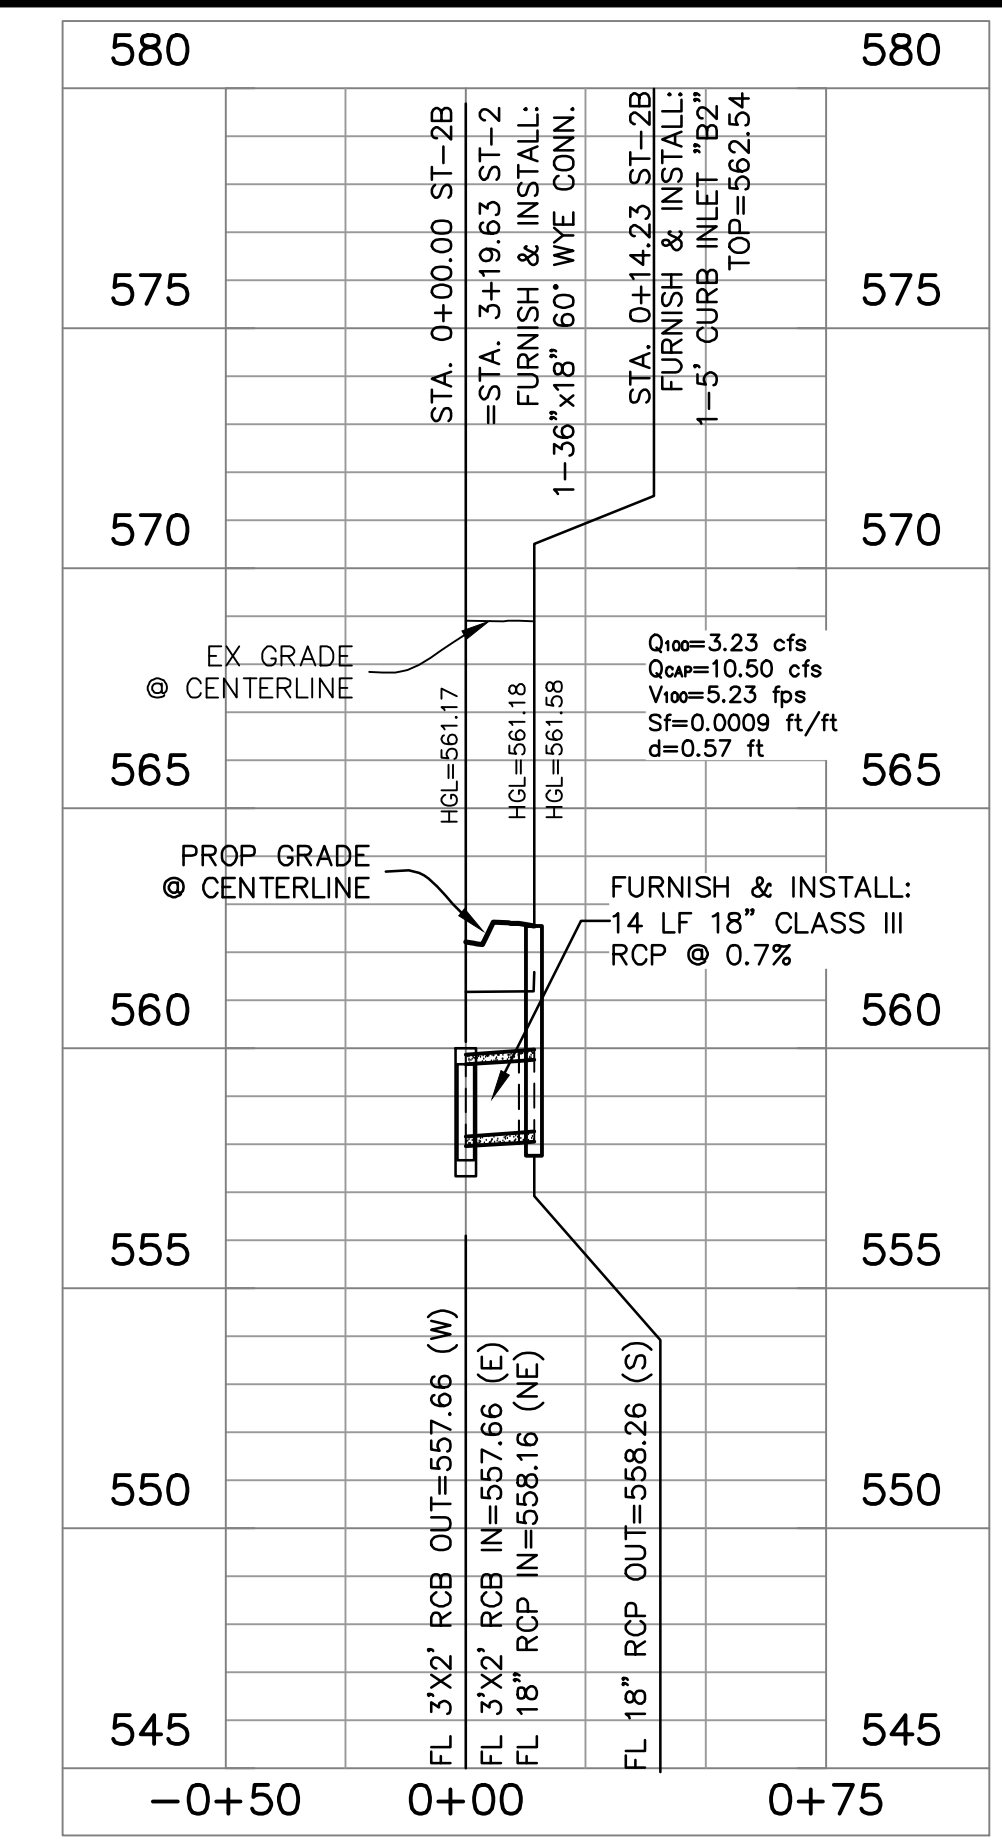 580 580
STA. 0+00.00 ST-2B
=STA. 3+19.63 ST-2
FURNISH & INSTALL:
1-36"x18" 60° WYE CONN.
STA. 0+14.23 ST-2B
FURNISH & INSTALL:
1-5' CURB INLET "B2"
TOP=562.54
575 575
570 570
EX GRADE
@ CENTERLINE
HGL=561.17
HGL=561.18
HGL=561.58
Q100=3.23 cfs
QCAP=10.50 cfs
V100=5.23 fps
Sf=0.0009 ft/ft
d=0.57 ft
565 565
PROP GRADE
@ CENTERLINE
FURNISH & INSTALL:
14 LF 18" CLASS III
RCP @ 0.7%
560 560
555 555
FL 3'X2' RCB OUT=557.66 (W)
FL 3'X2' RCB IN=557.66 (E)
FL 18" RCP IN=558.16 (NE)
FL 18" RCP OUT=558.26 (S)
550 550
545 545
-0+50 0+00 0+75